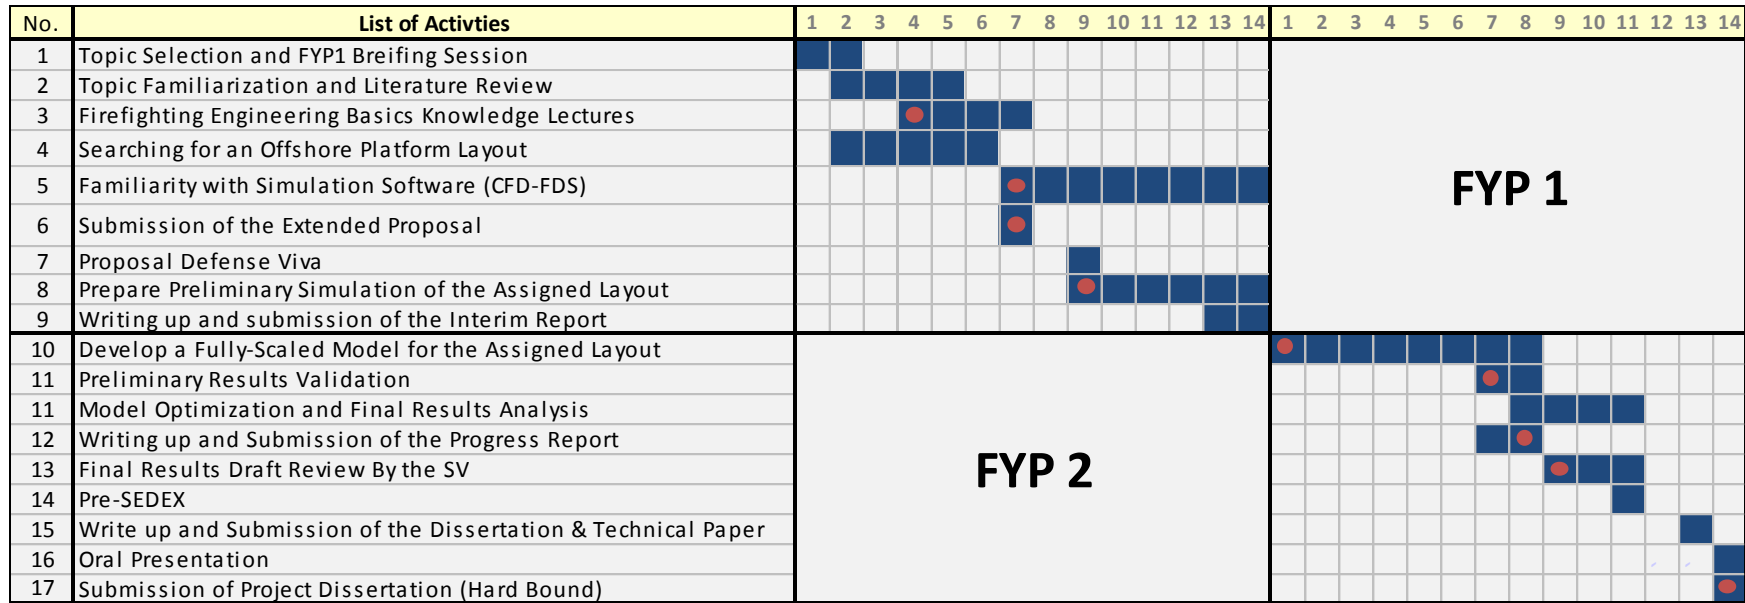 No. List of Activties 1 2 3 4 5 6 7 8 9 10 11 12 13 14 1 2 3 4 5 6 7 8 9 10 11 12 13 14
1 Topic Selection and FYP1 Breifing Session
2 Topic Familiarization and Literature Review
3 Firefighting Engineering Basics Knowledge Lectures
4 Searching for an Offshore Platform Layout
5 Familiarity with Simulation Software (CFD-FDS)
FYP 1
6 Submission of the Extended Proposal
7 Proposal Defense Viva
8 Prepare Preliminary Simulation of the Assigned Layout
9 Writing up and submission of the Interim Report
10 Develop a Fully-Scaled Model for the Assigned Layout
11 Preliminary Results Validation
11 Model Optimization and Final Results Analysis
12 Writing up and Submission of the Progress Report
13 Final Results Draft Review By the SV
FYP 2
14 Pre-SEDEX
15 Write up and Submission of the Dissertation & Technical Paper
16 Oral Presentation
17 Submission of Project Dissertation (Hard Bound)